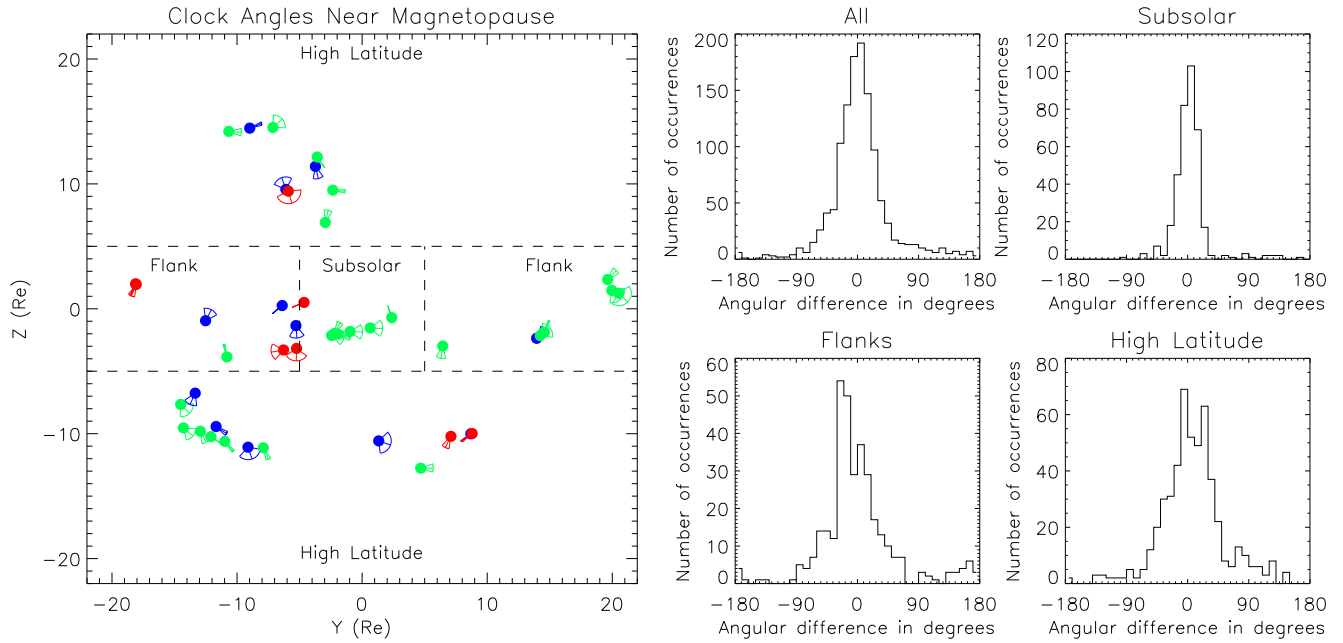 Clock Angles Near Magnetopause
High Latitude
Flank
Subsolar
Flank
High Latitude
20
10
0
−10
−20
Z (Re)
−20 −10 0 10 20
Y (Re)
All
200
150
100
50
0
Number of occurrences
−180 −90 0 90 180
Angular difference in degrees
Subsolar
120
100
80
60
40
20
0
Number of occurrences
−180 −90 0 90 180
Angular difference in degrees
Flanks
60
50
40
30
20
10
0
Number of occurrences
−180 −90 0 90 180
Angular difference in degrees
High Latitude
80
60
40
20
0
Number of occurrences
−180 −90 0 90 180
Angular difference in degrees